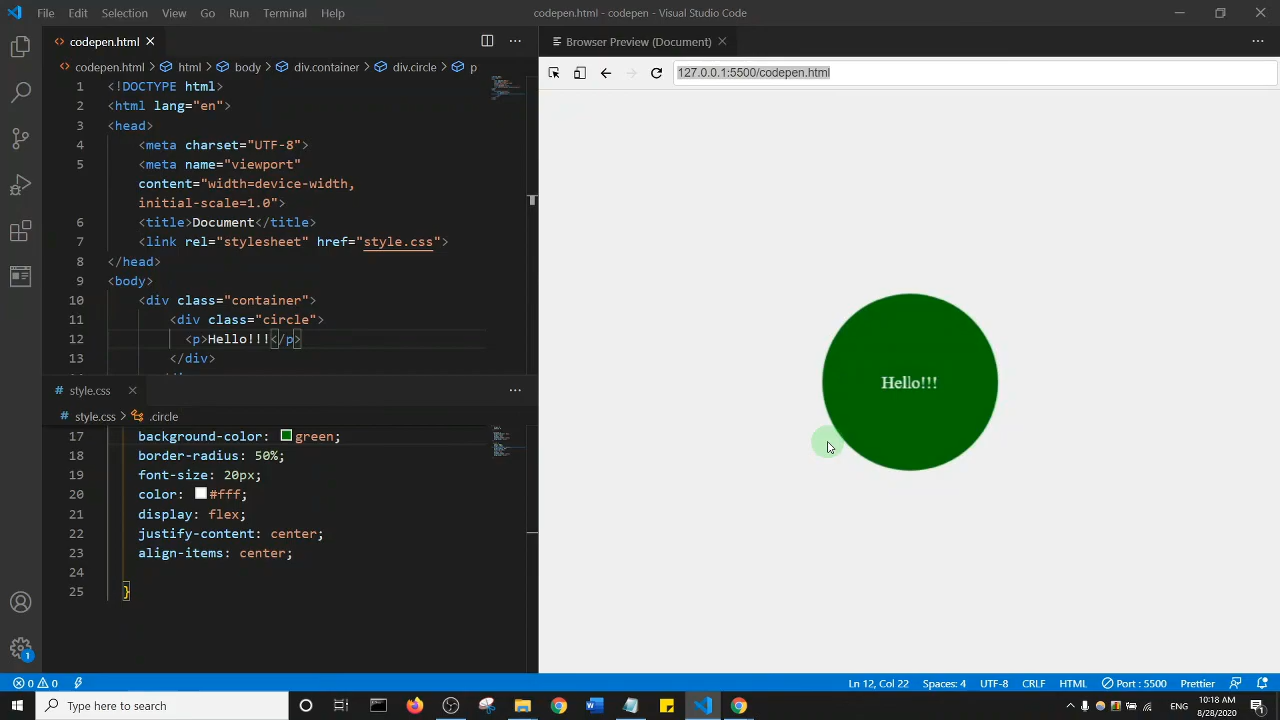 File Edit Selection View Go Run Terminal Help
codepen.html - codepen - Visual Studio Code
codepen.html
Browser Preview (Document)
codepen.html > html > body > div.container > div.circle > p
127.0.0.1:5500/codepen.html
1 <!DOCTYPE html>
2 <html lang="en">
3 <head>
4 <meta charset="UTF-8">
5 <meta name="viewport"
content="width=device-width,
initial-scale=1.0">
6 <title>Document</title>
7 <link rel="stylesheet" href="style.css">
8 </head>
9 <body>
10 <div class="container">
11 <div class="circle">
12 <p>Hello!!!</p>
13 </div>
style.css
style.css > .circle
17 background-color: green;
18 border-radius: 50%;
19 font-size: 20px;
20 color: #fff;
21 display: flex;
22 justify-content: center;
23 align-items: center;
24
25 }
Hello!!!
1
0 0
Ln 12, Col 22 Spaces: 4 UTF-8 CRLF HTML Port : 5500 Prettier
Type here to search
10:18 AM
8/28/2020